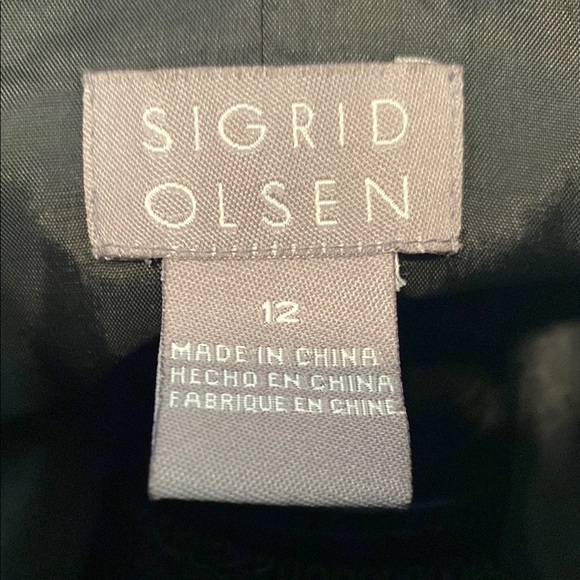 SIGRID
OLSEN
12
MADE IN CHINA
HECHO EN CHINA
FABRIQUE EN CHINE